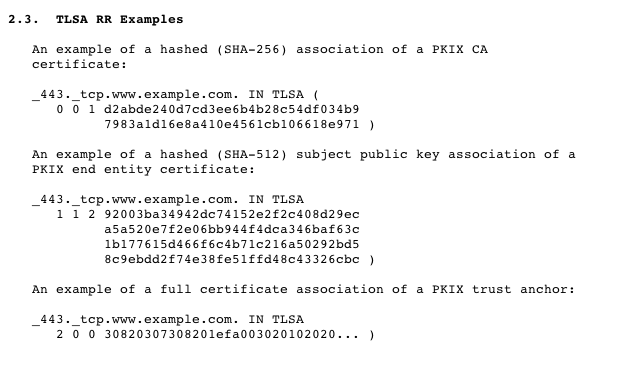 2.3.  TLSA RR Examples
An example of a hashed (SHA-256) association of a PKIX CA
certificate:
_443._tcp.www.example.com. IN TLSA (
0 0 1 d2abde240d7cd3ee6b4b28c54df034b9
7983a1d16e8a410e4561cb106618e971 )
An example of a hashed (SHA-512) subject public key association of a
PKIX end entity certificate:
_443._tcp.www.example.com. IN TLSA
1 1 2 92003ba34942dc74152e2f2c408d29ec
a5a520e7f2e06bb944f4dca346baf63c
1b177615d466f6c4b71c216a50292bd5
8c9ebdd2f74e38fe51ffd48c43326cbc )
An example of a full certificate association of a PKIX trust anchor:
_443._tcp.www.example.com. IN TLSA
2 0 0 30820307308201efa003020102020... )